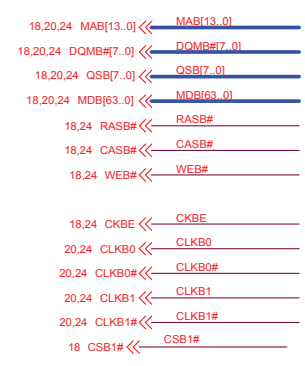 18,20,24 MAB[13..0] MAB[13..0]
18,20,24 DQMB#[7..0] DQMB#[7..0]
18,20,24 QSB[7..0] QSB[7..0]
18,20,24 MDB[63..0] MDB[63..0]
18,24 RASB# RASB#
18,24 CASB# CASB#
18,24 WEB# WEB#
18,24 CKBE CKBE
20,24 CLKB0 CLKB0
20,24 CLKB0# CLKB0#
20,24 CLKB1 CLKB1
20,24 CLKB1# CLKB1#
18 CSB1# CSB1#